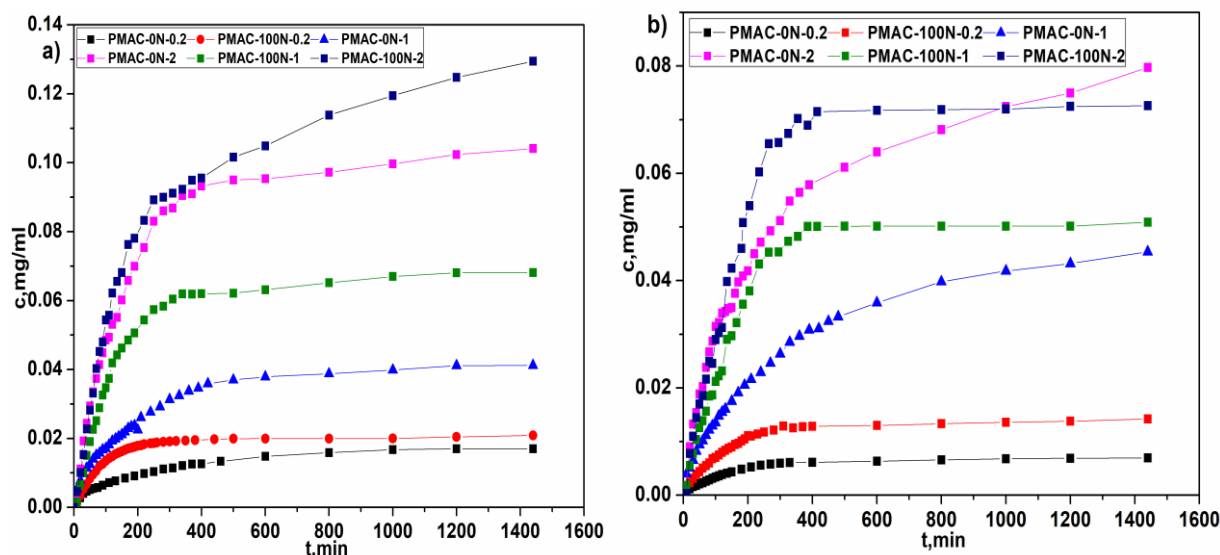 a)
PMAC-0N-0.2 PMAC-100N-0.2 PMAC-0N-1
PMAC-0N-2 PMAC-100N-1 PMAC-100N-2
c,mg/ml
0.14
0.12
0.10
0.08
0.06
0.04
0.02
0.00
0 200 400 600 800 1000 1200 1400 1600
t,min
b)
PMAC-0N-0.2 PMAC-100N-0.2 PMAC-0N-1
PMAC-0N-2 PMAC-100N-1 PMAC-100N-2
c,mg/ml
0.08
0.06
0.04
0.02
0.00
0 200 400 600 800 1000 1200 1400 1600
t,min